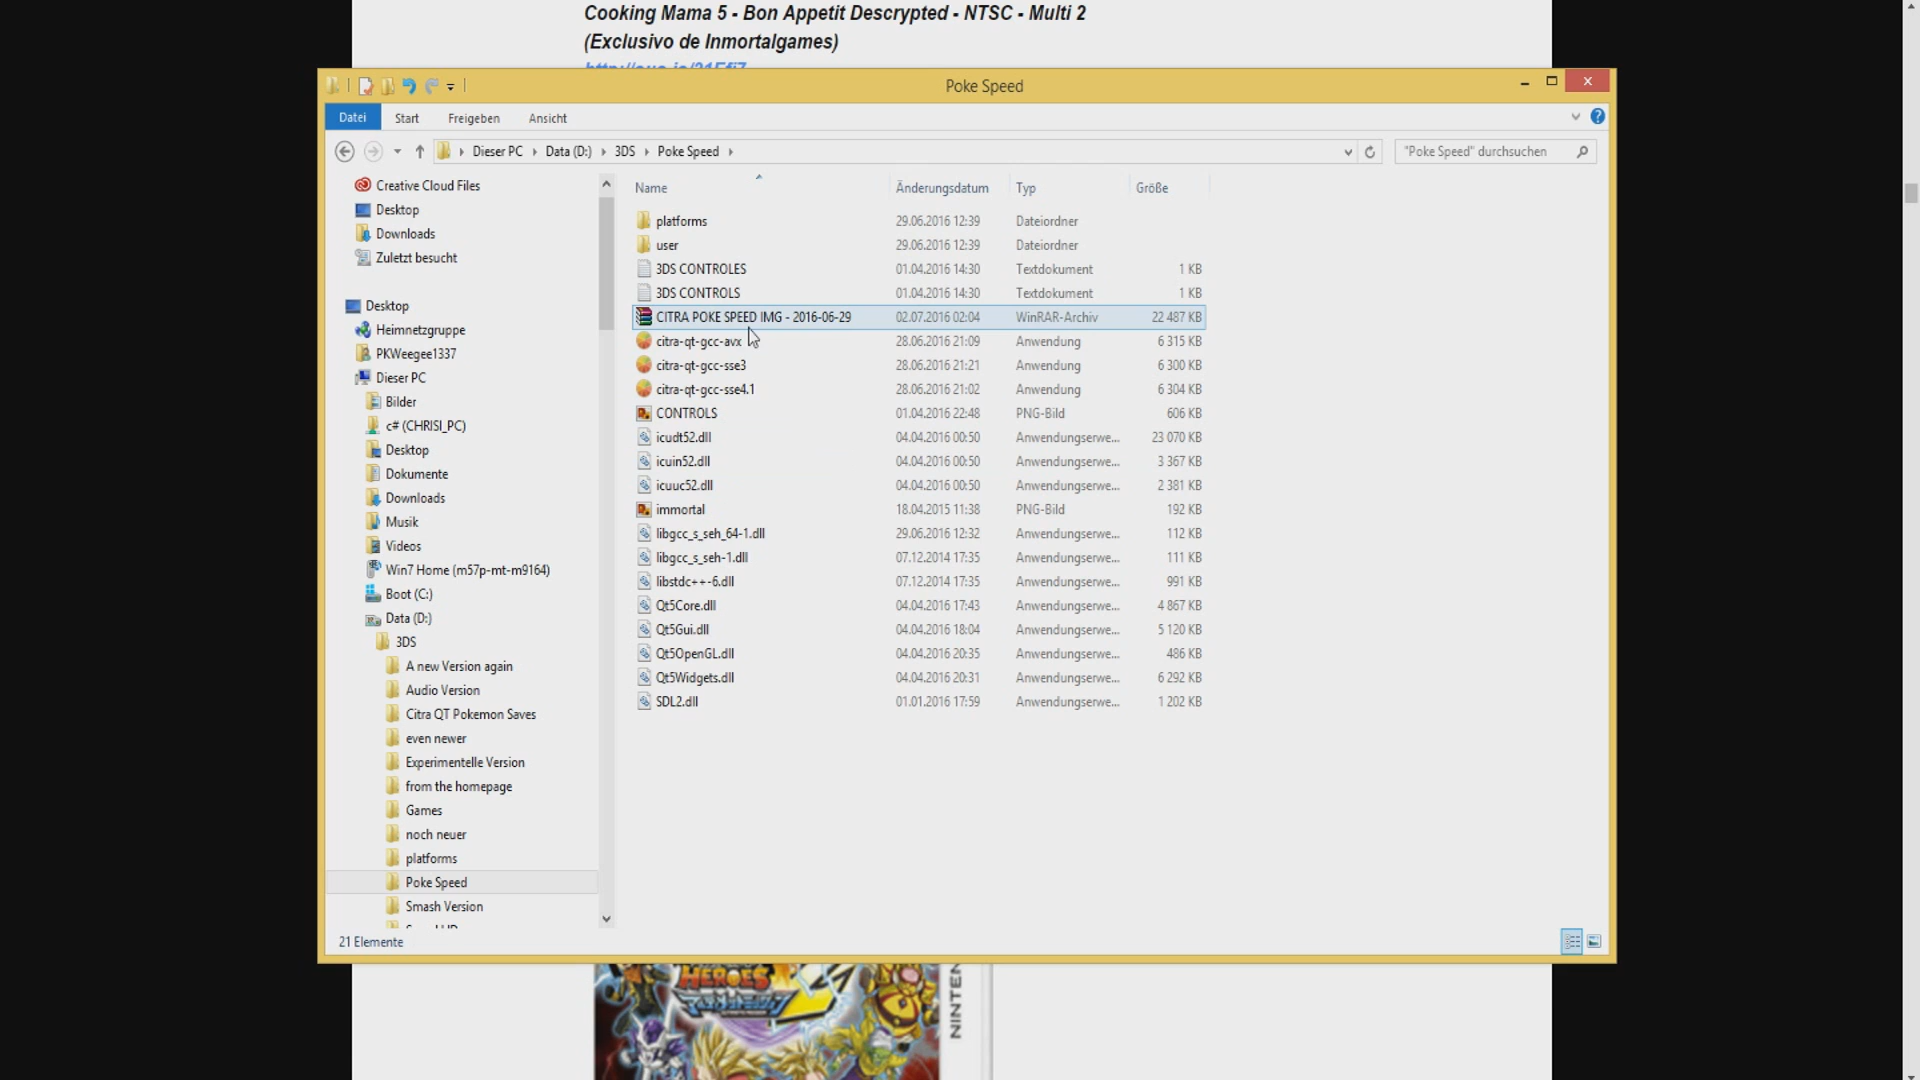 Cooking Mama 5 - Bon Appetit Descrypted - NTSC - Multi 2
(Exclusivo de Inmortalgames)
Poke Speed
Datei Start Freigeben Ansicht
Dieser PC Data (D:) 3DS Poke Speed
"Poke Speed" durchsuchen
Creative Cloud Files
Desktop
Downloads
Zuletzt besucht
Desktop
Heimnetzgruppe
PKWeegee1337
Dieser PC
Bilder
c# (CHRISI_PC)
Desktop
Dokumente
Downloads
Musik
Videos
Win7 Home (m57p-mt-m9164)
Boot (C:)
Data (D:)
3DS
A new Version again
Audio Version
Citra QT Pokemon Saves
even newer
Experimentelle Version
from the homepage
Games
noch neuer
platforms
Poke Speed
Smash Version
Name Änderungsdatum Typ Größe
platforms 29.06.2016 12:39 Dateiordner
user 29.06.2016 12:39 Dateiordner
3DS CONTROLES 01.04.2016 14:30 Textdokument 1 KB
3DS CONTROLS 01.04.2016 14:30 Textdokument 1 KB
CITRA POKE SPEED IMG - 2016-06-29 02.07.2016 02:04 WinRAR-Archiv 22 487 KB
citra-qt-gcc-avx 28.06.2016 21:09 Anwendung 6 315 KB
citra-qt-gcc-sse3 28.06.2016 21:21 Anwendung 6 300 KB
citra-qt-gcc-sse4.1 28.06.2016 21:02 Anwendung 6 304 KB
CONTROLS 01.04.2016 22:48 PNG-Bild 606 KB
icudt52.dll 04.04.2016 00:50 Anwendungserwe... 23 070 KB
icuin52.dll 04.04.2016 00:50 Anwendungserwe... 3 367 KB
icuuc52.dll 04.04.2016 00:50 Anwendungserwe... 2 381 KB
immortal 18.04.2015 11:38 PNG-Bild 192 KB
libgcc_s_seh_64-1.dll 29.06.2016 12:32 Anwendungserwe... 112 KB
libgcc_s_seh-1.dll 07.12.2014 17:35 Anwendungserwe... 111 KB
libstdc++-6.dll 07.12.2014 17:35 Anwendungserwe... 991 KB
Qt5Core.dll 04.04.2016 17:43 Anwendungserwe... 4 867 KB
Qt5Gui.dll 04.04.2016 18:04 Anwendungserwe... 5 120 KB
Qt5OpenGL.dll 04.04.2016 20:35 Anwendungserwe... 486 KB
Qt5Widgets.dll 04.04.2016 20:31 Anwendungserwe... 6 292 KB
SDL2.dll 01.01.2016 17:59 Anwendungserwe... 1 202 KB
21 Elemente
HEROES
NINTEN